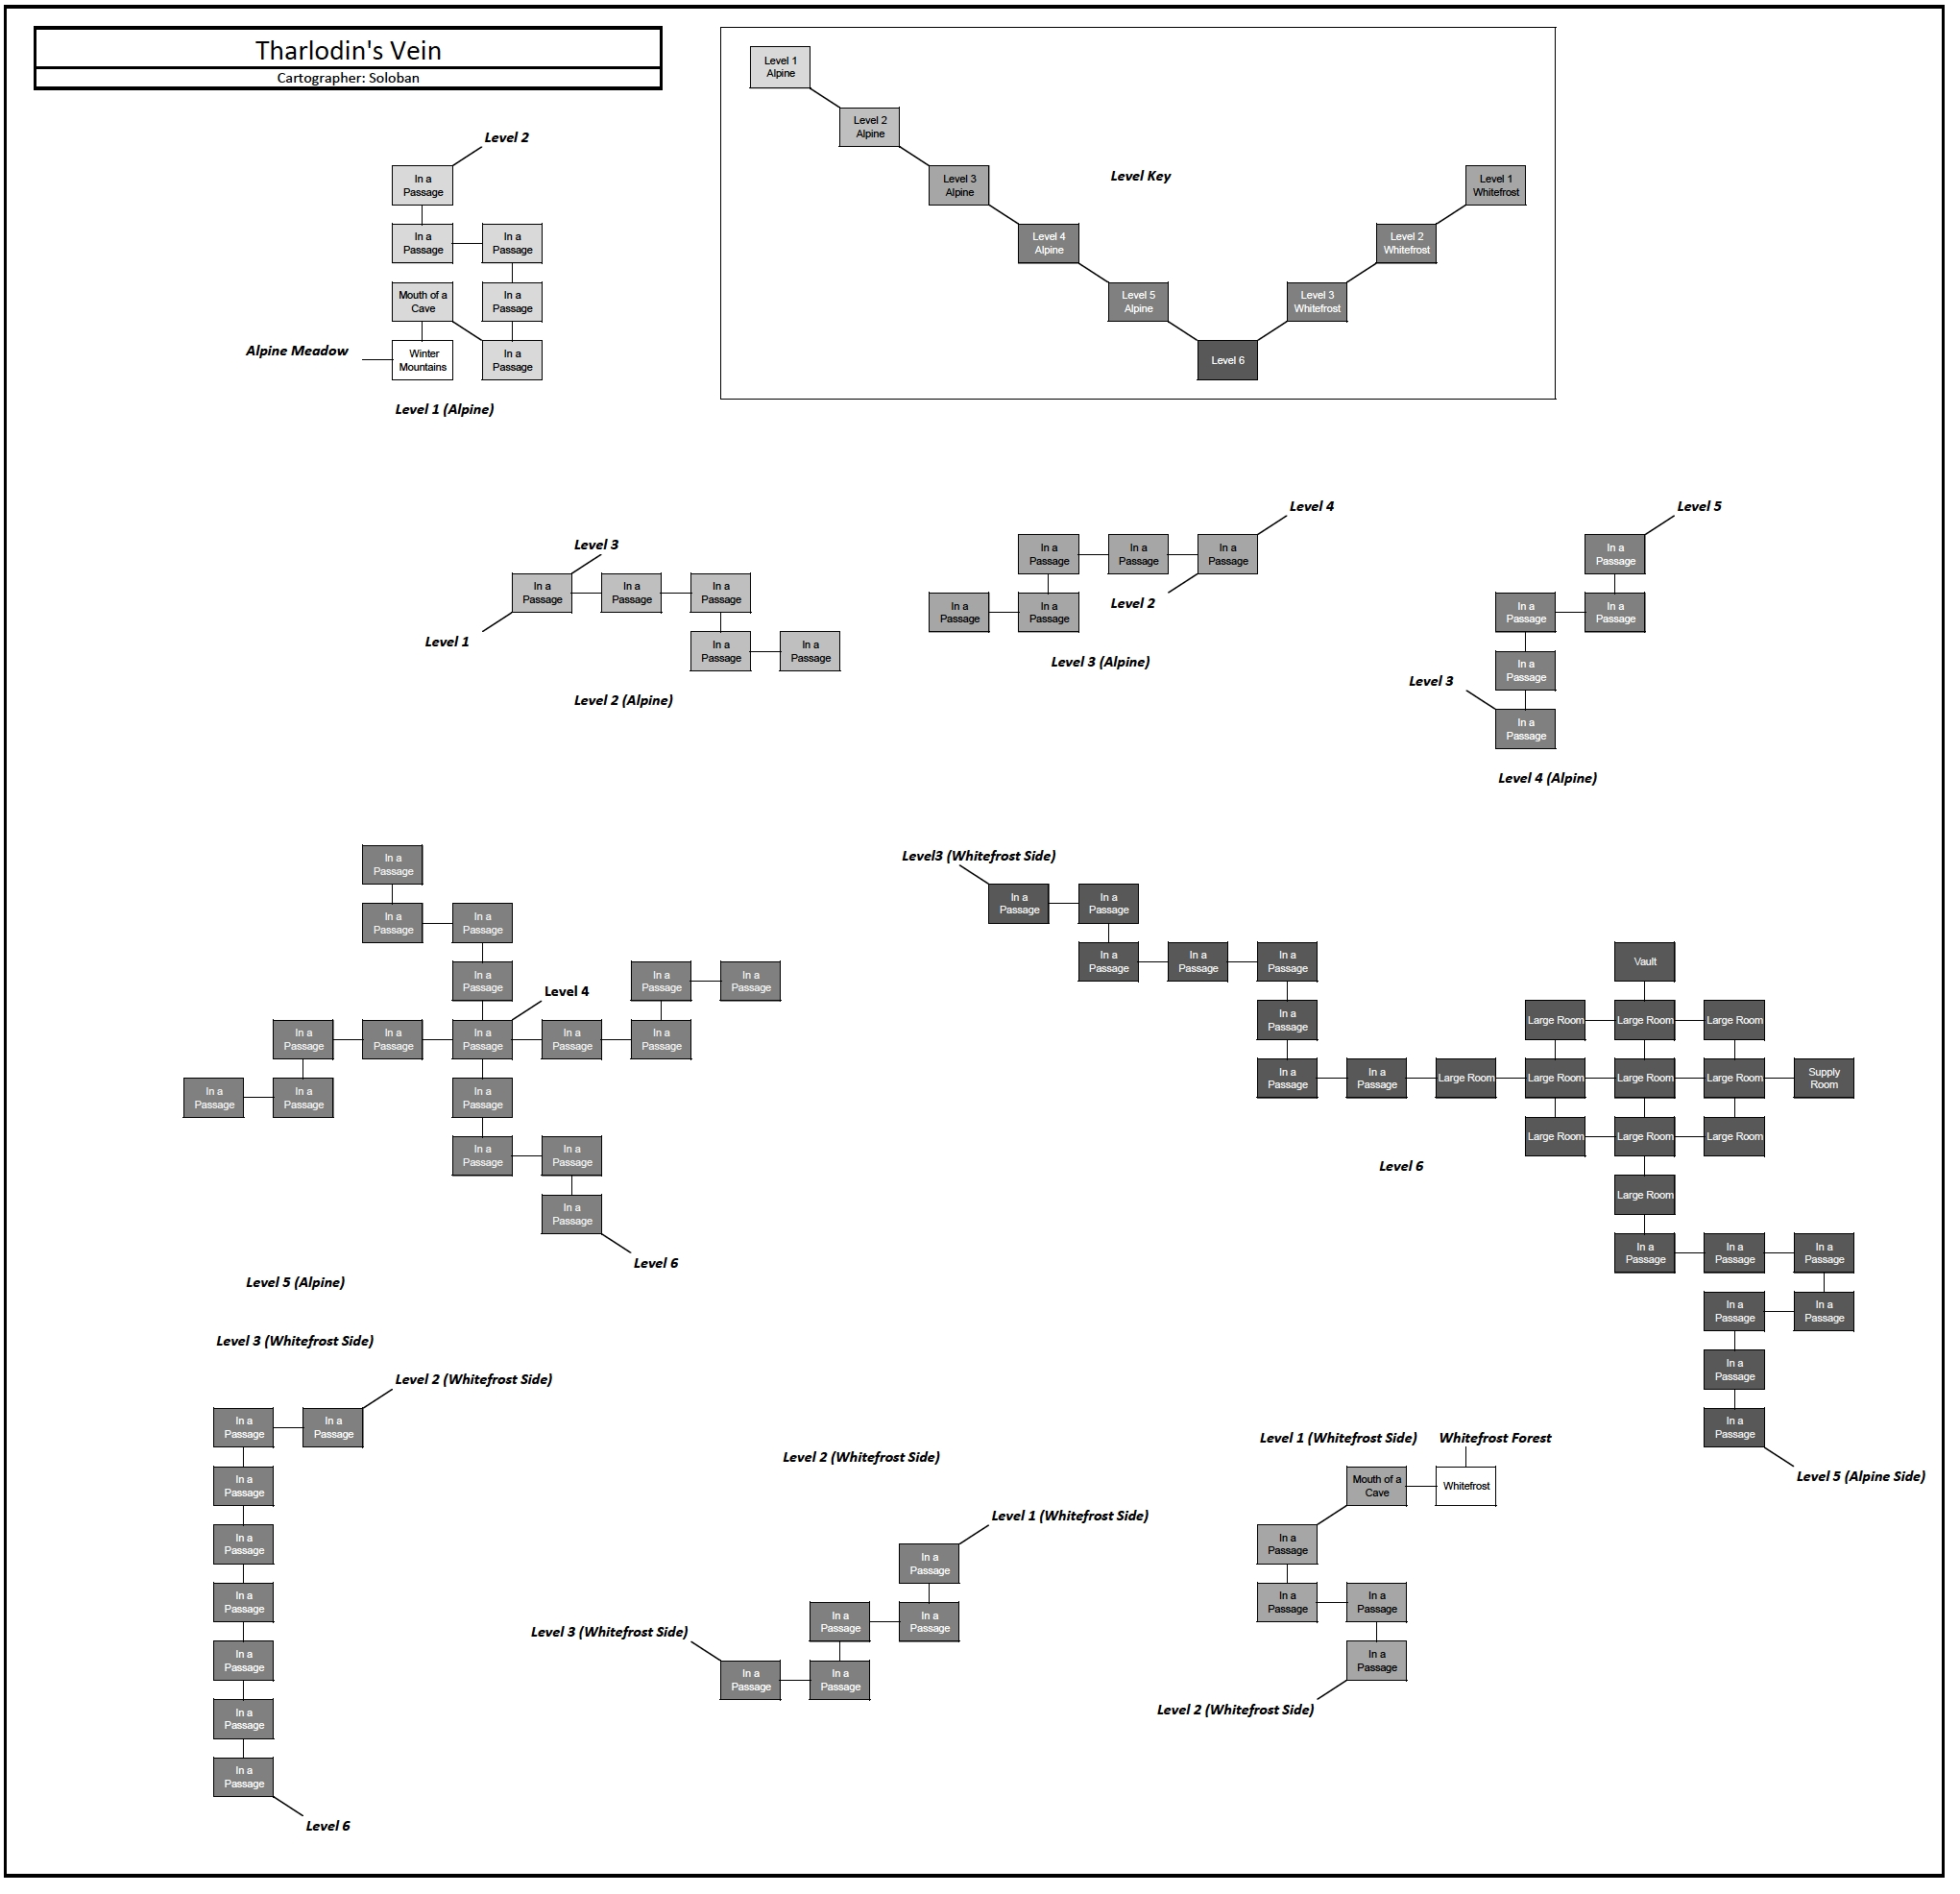 Tharlodin's Vein
Cartographer: Soloban
Level 1
Alpine
Level 2
Alpine
Level 3
Alpine
Level 4
Alpine
Level 5
Alpine
Level 6
Level 3
Whitefrost
Level 2
Whitefrost
Level 1
Whitefrost
Level Key
Level 2
In a
Passage
In a
Passage
In a
Passage
Mouth of a
Cave
In a
Passage
Alpine Meadow
Winter
Mountains
In a
Passage
Level 1 (Alpine)
Level 3
In a
Passage
In a
Passage
In a
Passage
Level 1
In a
Passage
In a
Passage
Level 2 (Alpine)
Level 4
In a
Passage
In a
Passage
In a
Passage
In a
Passage
In a
Passage
Level 2
Level 3 (Alpine)
Level 5
In a
Passage
In a
Passage
In a
Passage
In a
Passage
Level 3
In a
Passage
Level 4 (Alpine)
In a
Passage
In a
Passage
In a
Passage
In a
Passage
Level 4
In a
Passage
In a
Passage
In a
Passage
In a
Passage
In a
Passage
In a
Passage
In a
Passage
In a
Passage
In a
Passage
In a
Passage
In a
Passage
In a
Passage
In a
Passage
Level 6
Level 5 (Alpine)
Level3 (Whitefrost Side)
In a
Passage
In a
Passage
In a
Passage
In a
Passage
In a
Passage
Vault
In a
Passage
Large Room
Large Room
Large Room
In a
Passage
In a
Passage
Large Room
Large Room
Large Room
Large Room
Supply
Room
Large Room
Large Room
Large Room
Level 6
Large Room
In a
Passage
In a
Passage
In a
Passage
In a
Passage
In a
Passage
In a
Passage
In a
Passage
Level 5 (Alpine Side)
Level 3 (Whitefrost Side)
Level 2 (Whitefrost Side)
In a
Passage
In a
Passage
In a
Passage
In a
Passage
In a
Passage
In a
Passage
In a
Passage
In a
Passage
Level 6
Level 2 (Whitefrost Side)
Level 1 (Whitefrost Side)
In a
Passage
In a
Passage
In a
Passage
Level 3 (Whitefrost Side)
In a
Passage
In a
Passage
Level 1 (Whitefrost Side)
Whitefrost Forest
Mouth of a
Cave
Whitefrost
In a
Passage
In a
Passage
In a
Passage
In a
Passage
Level 2 (Whitefrost Side)